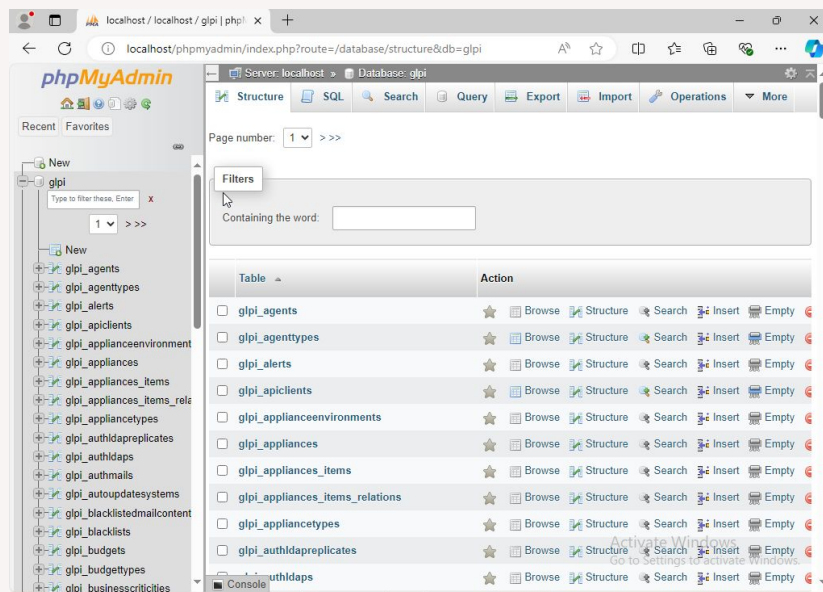 localhost / localhost / glpi | phpl
localhost/phpmyadmin/index.php?route=/database/structure&db=glpi
phpMyAdmin
Recent Favorites
New
glpi
Type to filter these, Enter X
1 > >>
New
glpi_agents
glpi_agenttypes
glpi_alerts
glpi_apiclients
glpi_applianceenvironment
glpi_appliances
glpi_appliances_items
glpi_appliances_items_rela
glpi_appliancetypes
glpi_authldapreplicates
glpi_authldaps
glpi_authmails
glpi_autoupdatesystems
glpi_blacklistedmailcontent
glpi_blacklists
glpi_budgets
glpi_budgettypes
glpi_businesscriticities
Server: localhost » Database: glpi
Structure SQL Search Query Export Import Operations More
Page number: 1 > >>
Filters
Containing the word:
Table Action
glpi_agents Browse Structure Search Insert Empty
glpi_agenttypes Browse Structure Search Insert Empty
glpi_alerts Browse Structure Search Insert Empty
glpi_apiclients Browse Structure Search Insert Empty
glpi_applianceenvironments Browse Structure Search Insert Empty
glpi_appliances Browse Structure Search Insert Empty
glpi_appliances_items Browse Structure Search Insert Empty
glpi_appliances_items_relations Browse Structure Search Insert Empty
glpi_appliancetypes Browse Structure Search Insert Empty
glpi_authldapreplicates Browse Structure Search Insert Empty
Browse Structure Search Insert Empty
Console
Activate Windows
Go to Settings to activate Windows.